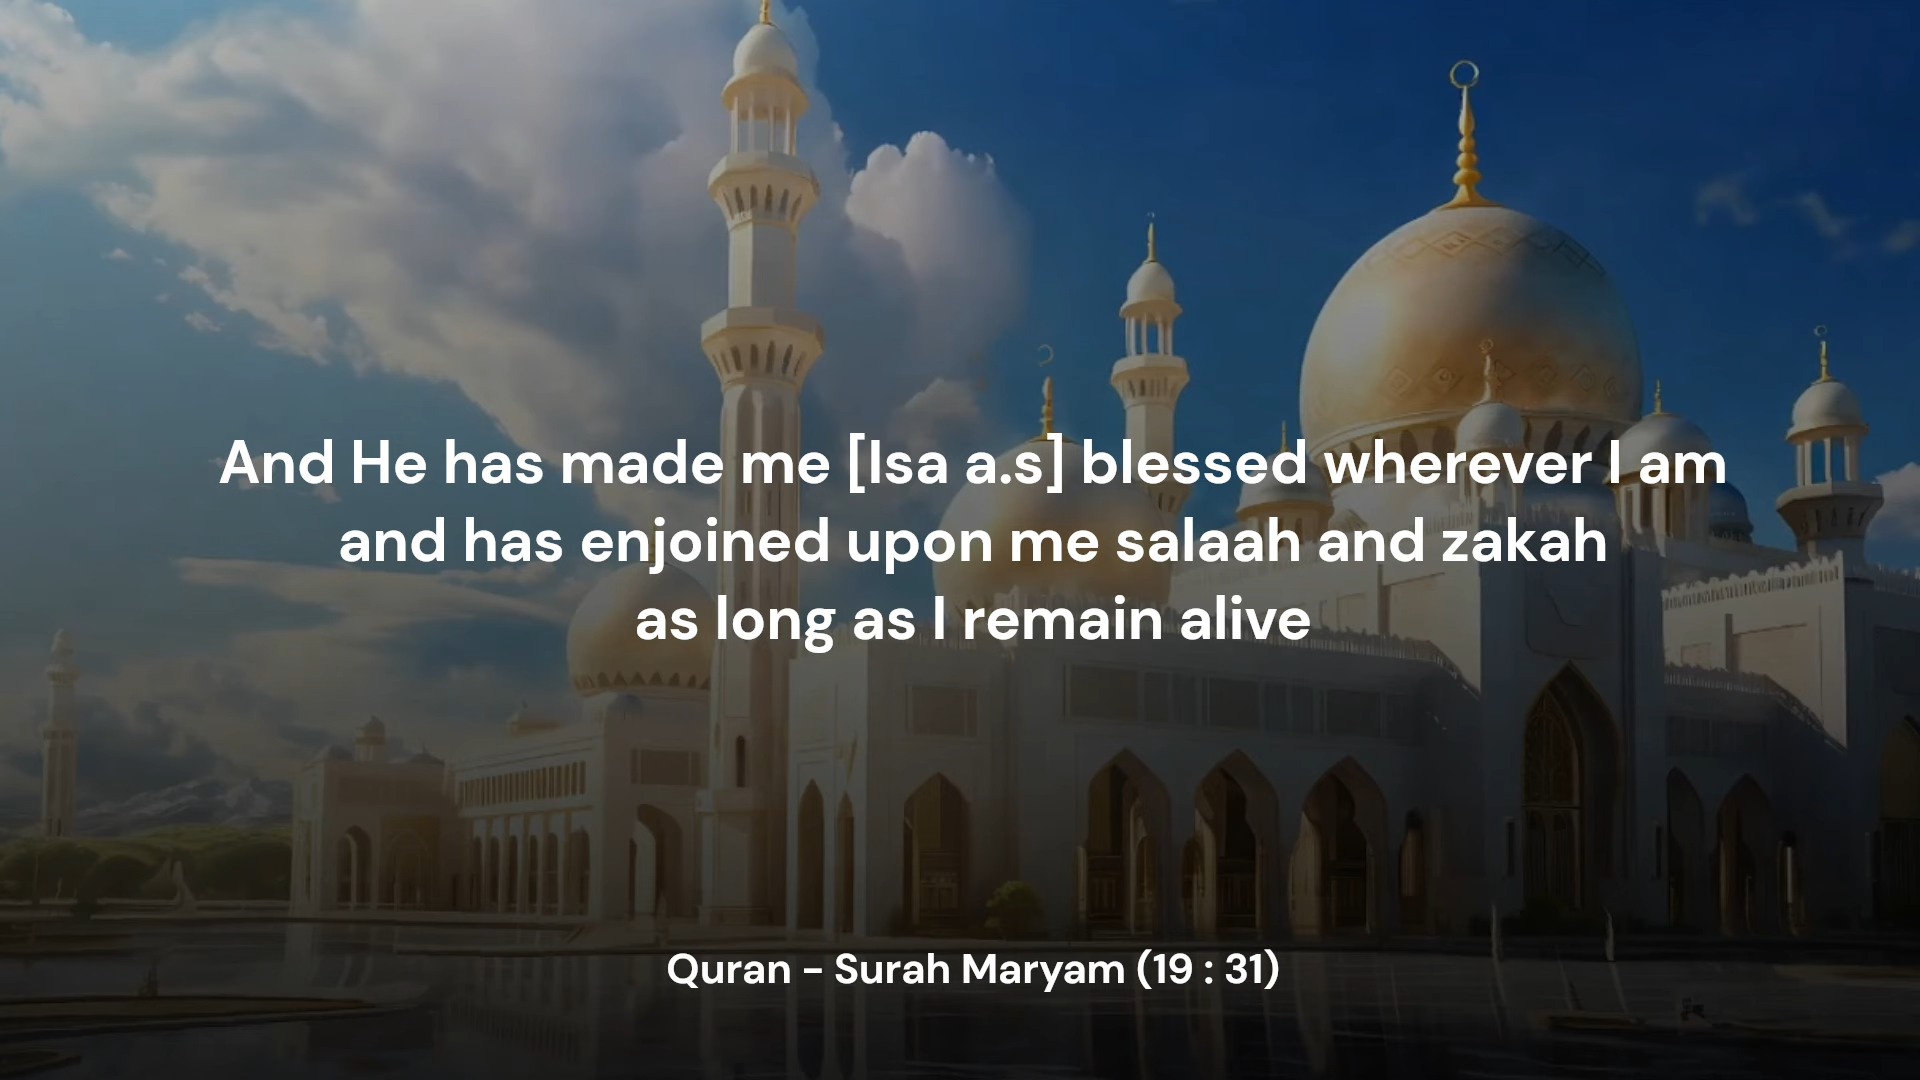 And He has made me [Isa a.s] blessed wherever I am
and has enjoined upon me salaah and zakah
as long as I remain alive
Quran - Surah Maryam (19 : 31)